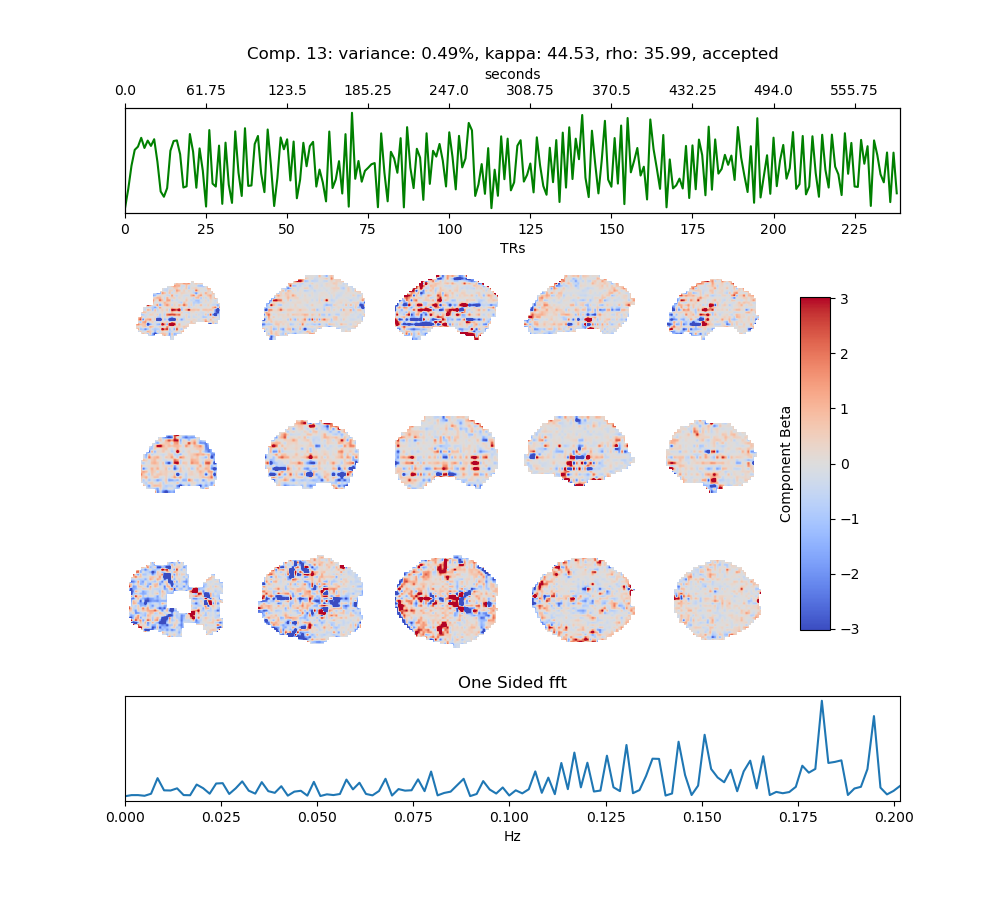 Comp. 13: variance: 0.49%, kappa: 44.53, rho: 35.99, accepted
seconds
0.0 61.75 123.5 185.25 247.0 308.75 370.5 432.25 494.0 555.75
0 25 50 75 100 125 150 175 200 225
TRs
3
2
1
0
−1
−2
−3
Component Beta
One Sided fft
0.000 0.025 0.050 0.075 0.100 0.125 0.150 0.175 0.200
Hz